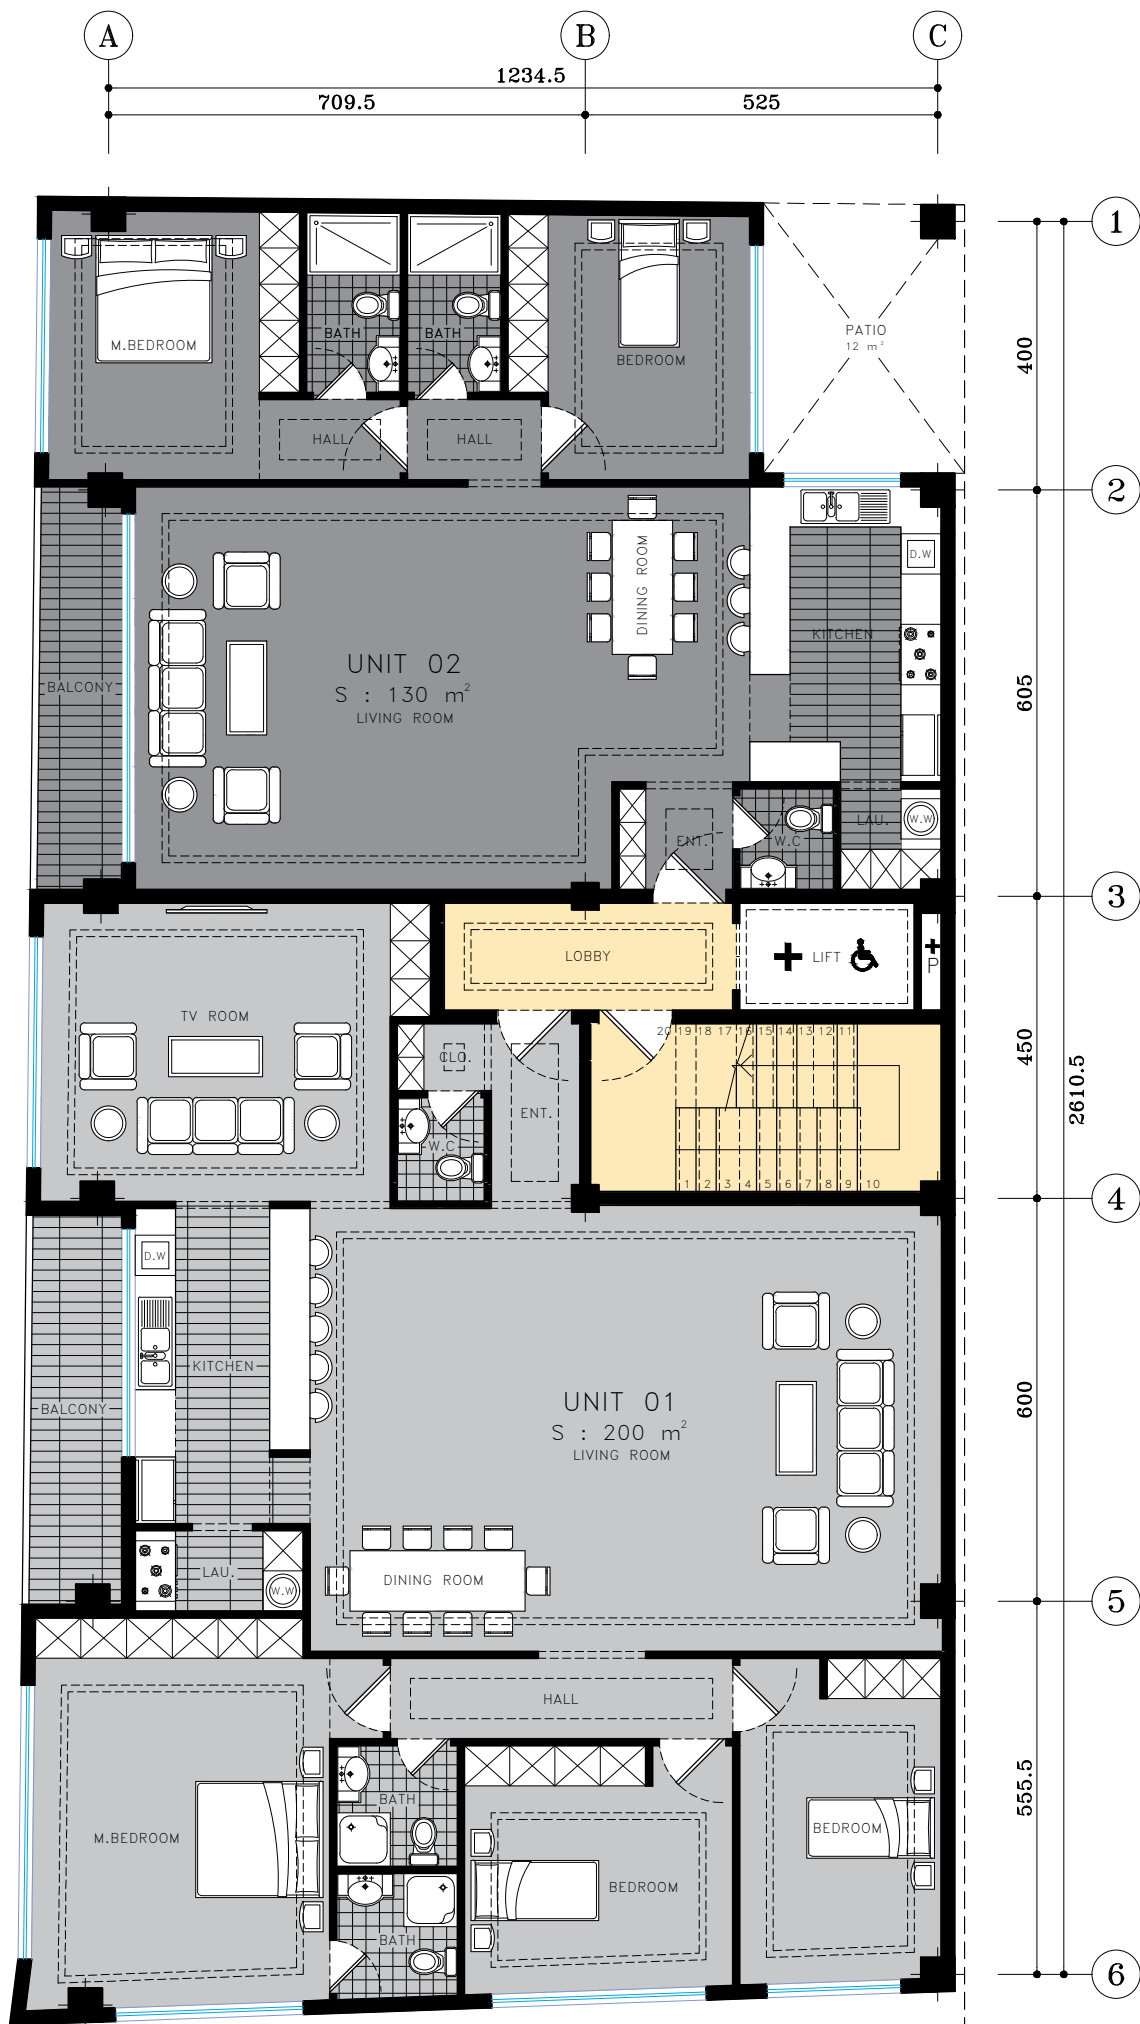 A B C
1234.5
709.5 525
1
BATH BATH
M.BEDROOM
PATIO
12 m²
BEDROOM
400
HALL HALL
2
D.W
DINING ROOM
KITCHEN
UNIT 02
S : 130 m²
LIVING ROOM
BALCONY
605
LAU. W.W
ENT. W.C
3
LOBBY
LIFT
P
TV ROOM
20 19 18 17 16 15 14 13 12 11
CLO.
450
2610.5
ENT.
W.C
1 2 3 4 5 6 7 8 9 10
4
D.W
KITCHEN
UNIT 01
S : 200 m²
LIVING ROOM
BALCONY
600
LAU.
W.W
DINING ROOM
5
HALL
BATH
555.5
M.BEDROOM
BEDROOM
BEDROOM
BATH
6